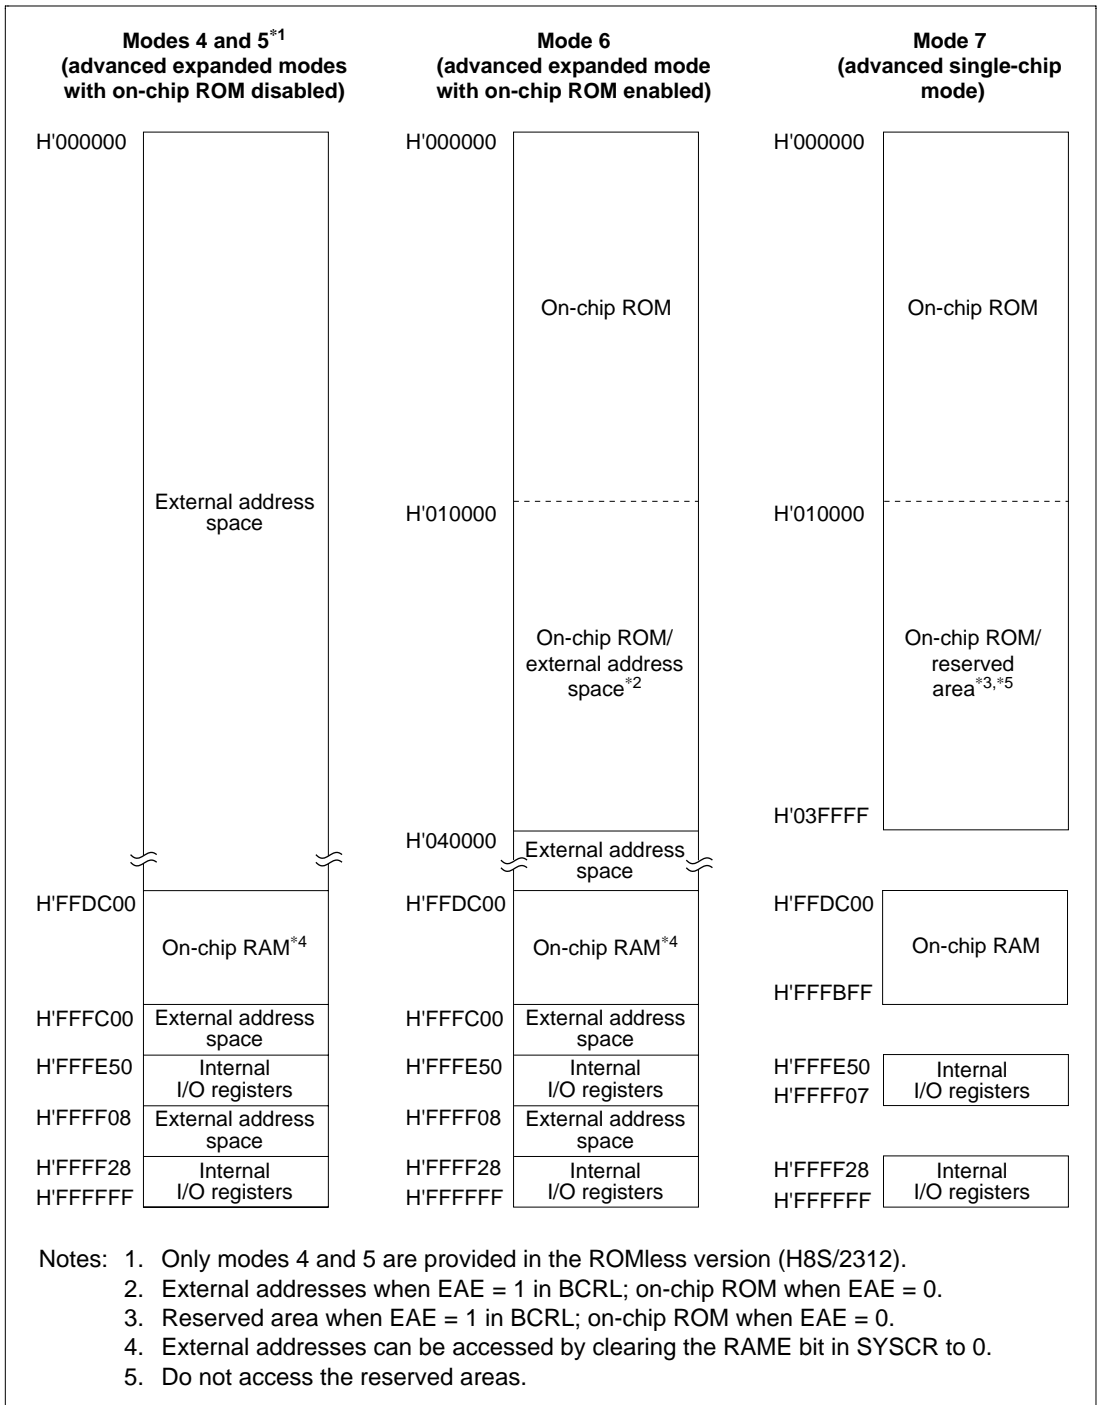 Modes 4 and 5*1
(advanced expanded modes
with on-chip ROM disabled)
H'000000
External address
space
H'FFDC00
On-chip RAM*4
H'FFFC00
External address
space
H'FFFE50
Internal
I/O registers
H'FFFF08
External address
space
H'FFFF28
Internal
I/O registers
H'FFFFFF
Mode 6
(advanced expanded mode
with on-chip ROM enabled)
H'000000
On-chip ROM
H'010000
On-chip ROM/
external address
space*2
H'040000
External address
space
H'FFDC00
On-chip RAM*4
H'FFFC00
External address
space
H'FFFE50
Internal
I/O registers
H'FFFF08
External address
space
H'FFFF28
Internal
I/O registers
H'FFFFFF
Mode 7
(advanced single-chip
mode)
H'000000
On-chip ROM
H'010000
On-chip ROM/
reserved
area*3,*5
H'03FFFF
H'FFDC00
On-chip RAM
H'FFFBFF
H'FFFE50
Internal
I/O registers
H'FFFF07
H'FFFF28
Internal
I/O registers
H'FFFFFF
Notes: 1. Only modes 4 and 5 are provided in the ROMless version (H8S/2312).
2. External addresses when EAE = 1 in BCRL; on-chip ROM when EAE = 0.
3. Reserved area when EAE = 1 in BCRL; on-chip ROM when EAE = 0.
4. External addresses can be accessed by clearing the RAME bit in SYSCR to 0.
5. Do not access the reserved areas.